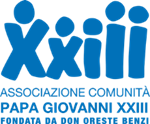 Xxiii
ASSOCIAZIONE COMUNITÀ
PAPA GIOVANNI XXIII
FONDATA DA DON ORESTE BENZI